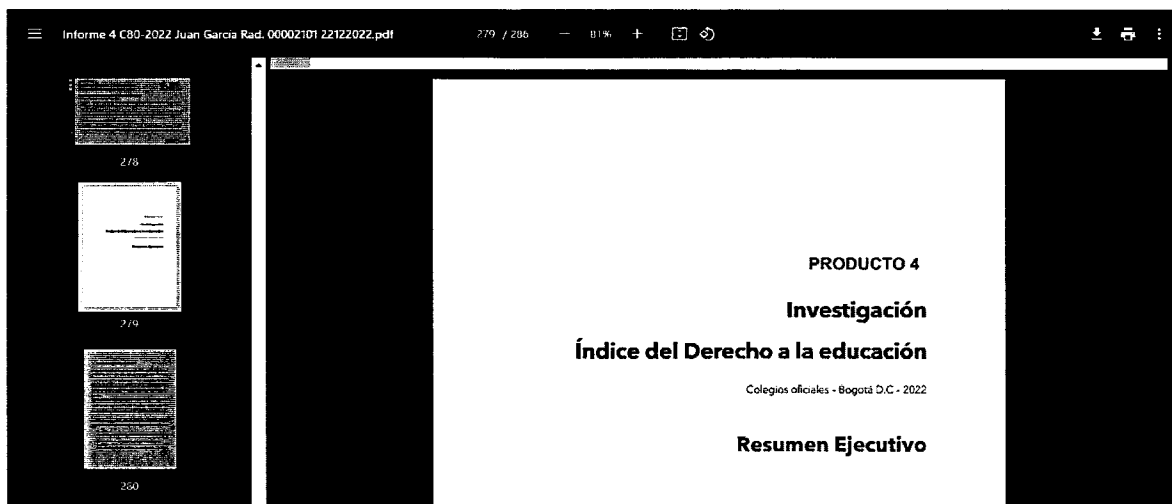 Informe 4 C80-2022 Juan García Rad. 00002101 22122022.pdf 279 / 286 81%
278
279
280
PRODUCTO 4
Investigación
Índice del Derecho a la educación
Colegios oficiales - Bogotá D.C - 2022
Resumen Ejecutivo